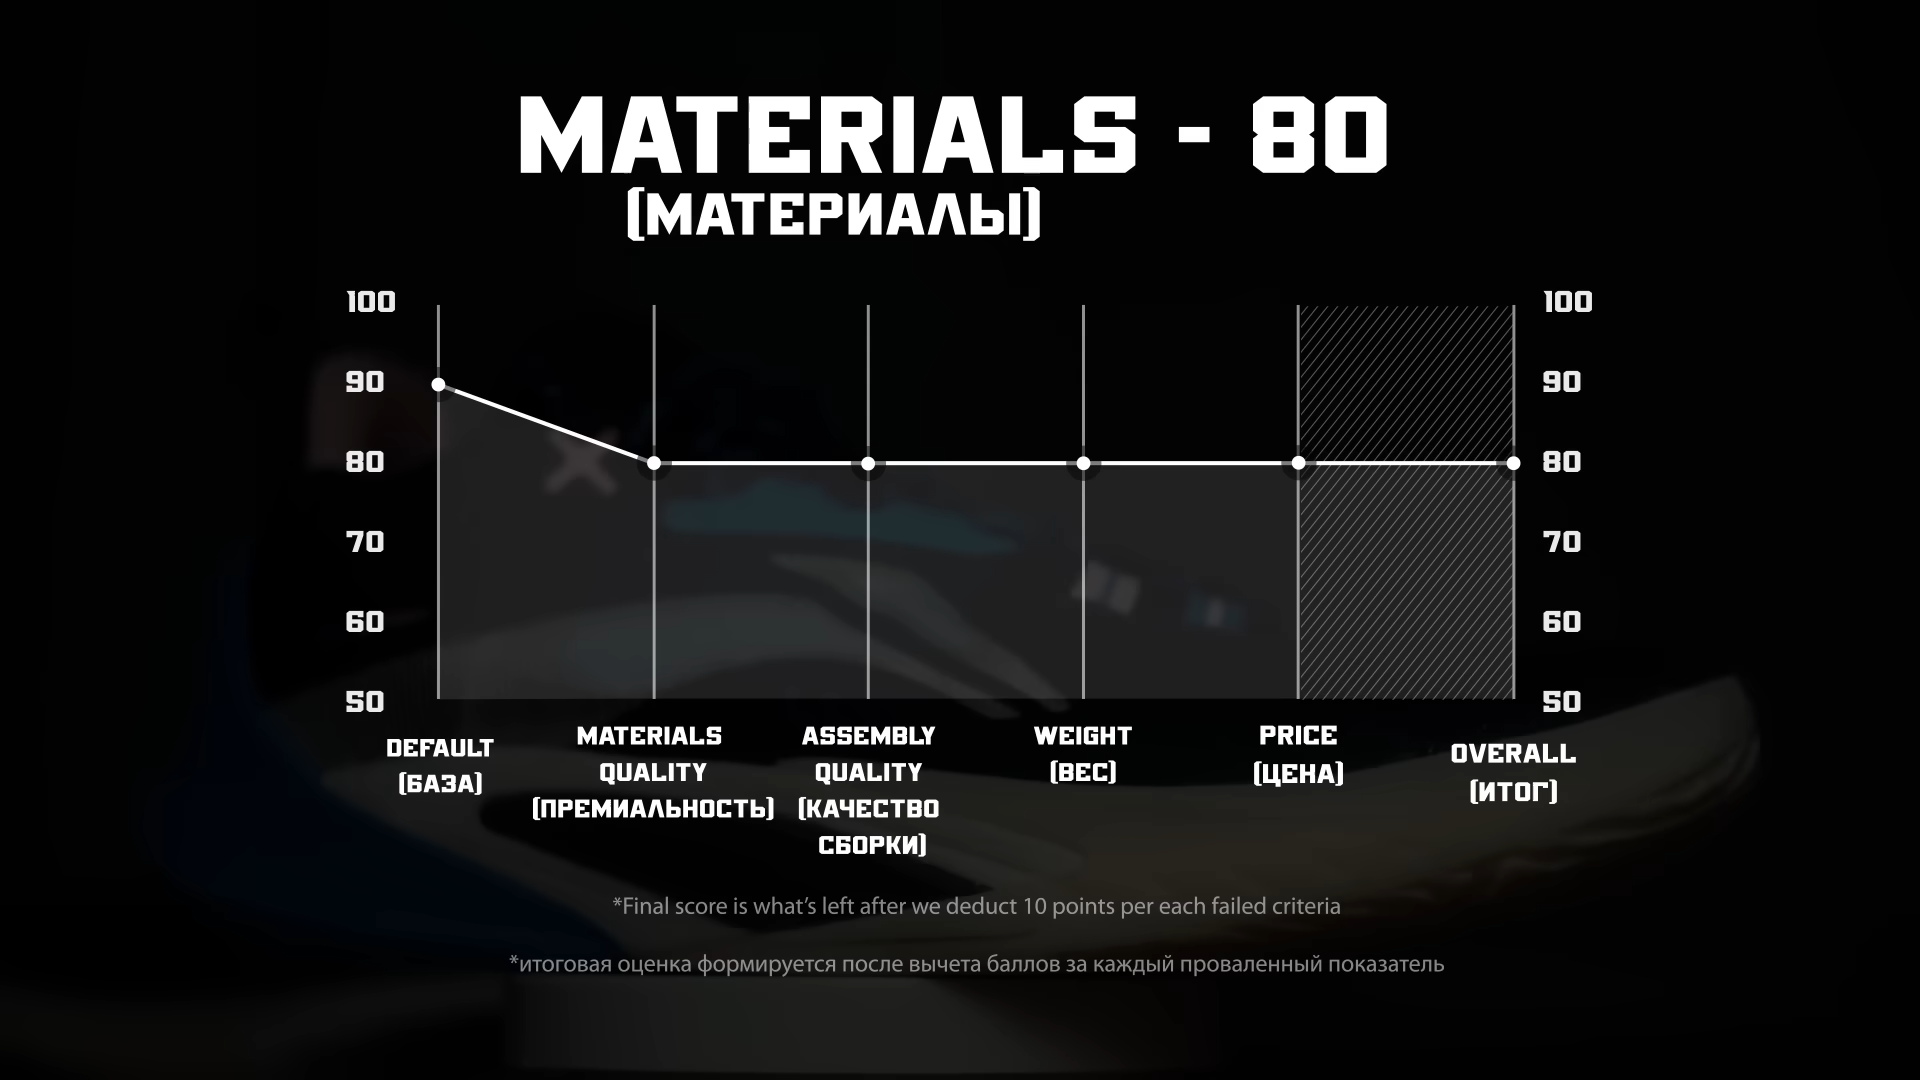 MATERIALS - 80
(МАТЕРИАЛЫ)
100 100
90 90
80 80
70 70
60 60
50 50
DEFAULT
(БАЗА)
MATERIALS
QUALITY
(ПРЕМИАЛЬНОСТЬ)
ASSEMBLY
QUALITY
(КАЧЕСТВО
СБОРКИ)
WEIGHT
(ВЕС)
PRICE
(ЦЕНА)
OVERALL
(ИТОГ)
*Final score is what’s left after we deduct 10 points per each failed criteria
*итоговая оценка формируется после вычета баллов за каждый проваленный показатель